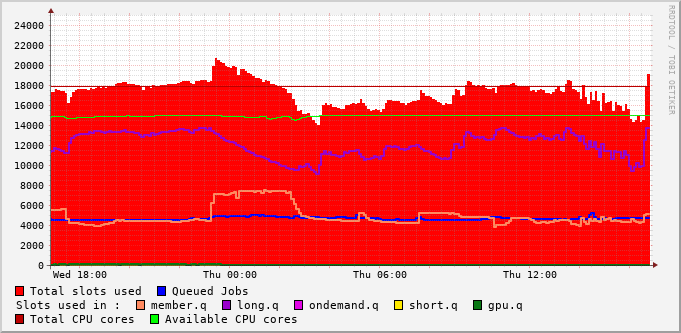 24000
22000
20000
18000
16000
14000
12000
10000
8000
6000
4000
2000
0
Wed 18:00 Thu 00:00 Thu 06:00 Thu 12:00
RRDTOOL / TOBI OETIKER
Total slots used Queued Jobs
Slots used in : member.q long.q ondemand.q short.q gpu.q
Total CPU cores Available CPU cores